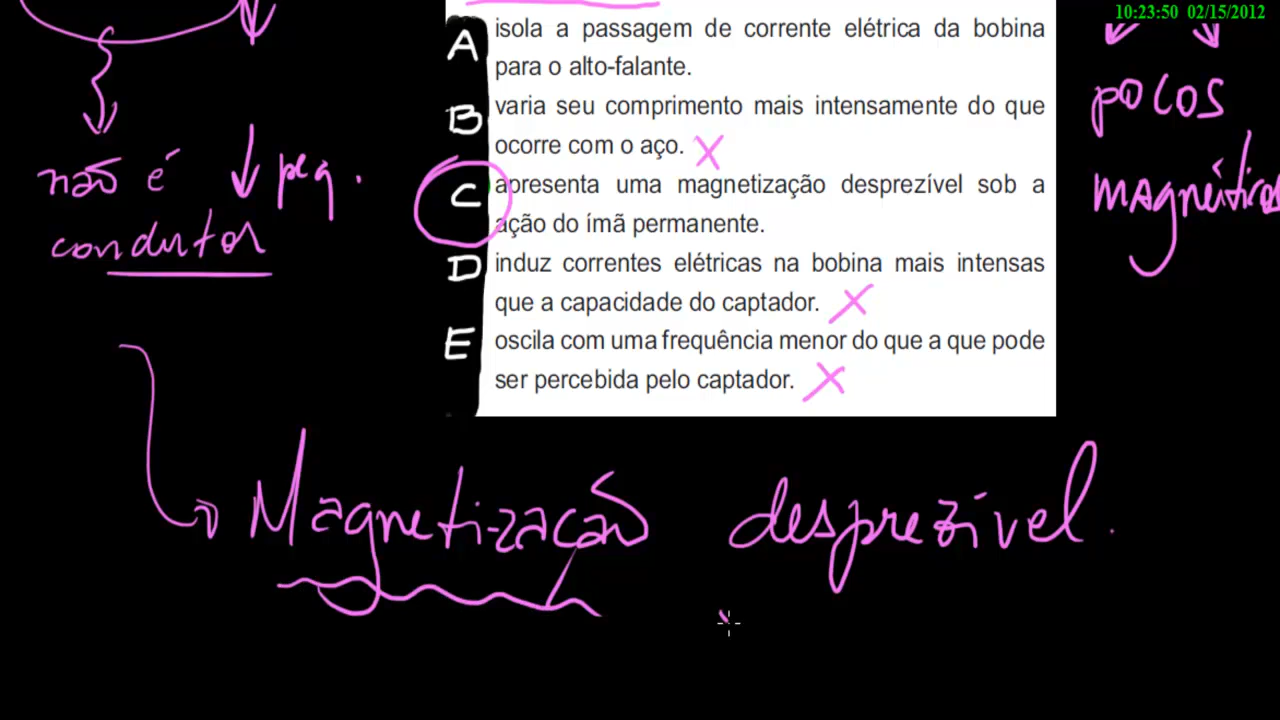 10:23:50 02/15/2012
A isola a passagem de corrente elétrica da bobina
para o alto-falante.
B varia seu comprimento mais intensamente do que
ocorre com o aço. X
C apresenta uma magnetização desprezível sob a
ação do ímã permanente.
D induz correntes elétricas na bobina mais intensas
que a capacidade do captador. X
E oscila com uma frequência menor do que a que pode
ser percebida pelo captador. X
não é
condutor
↓ peq.
pocos
magnéticos
Magnetização desprezível.